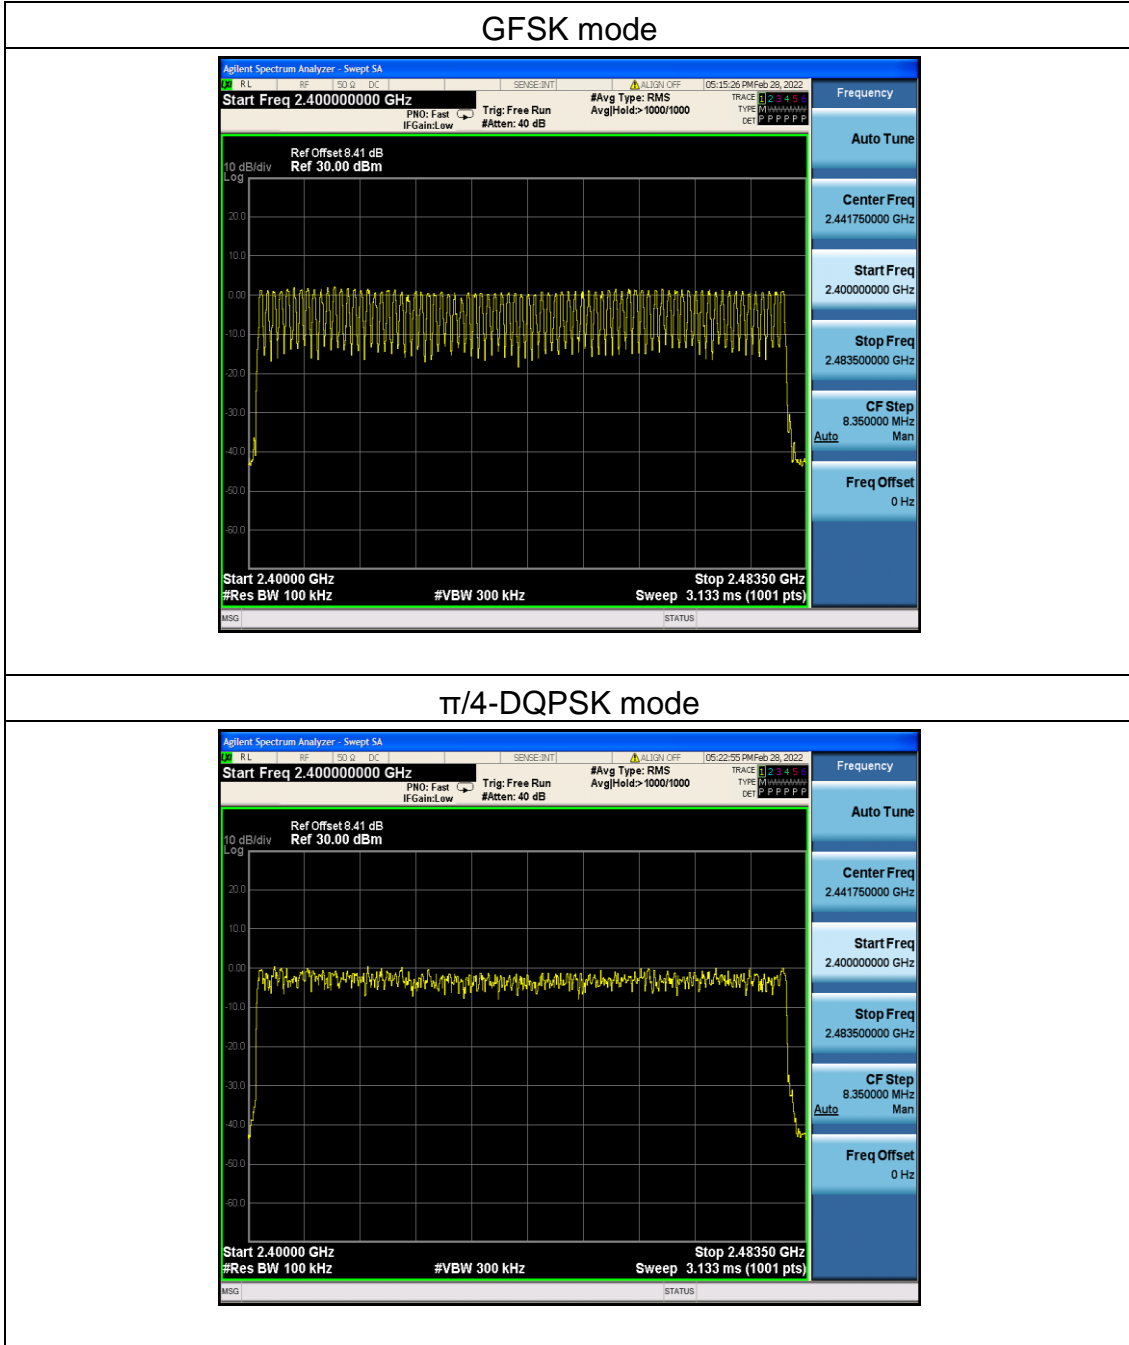 GFSK mode
Agilent Spectrum Analyzer - Swept SA
RL RF 50 Ω DC SENSE:INT ALIGN OFF 05:15:26 PM Feb 28, 2022
Start Freq 2.400000000 GHz
PNO: Fast
IFGain:Low
Trig: Free Run
#Atten: 40 dB
#Avg Type: RMS
Avg|Hold:>1000/1000
TRACE 1 2 3 4 5 6
TYPE M
DET P P P P P P
Ref Offset 8.41 dB
10 dB/div Ref 30.00 dBm
Log
20.0
10.0
0.00
-10.0
-20.0
-30.0
-40.0
-50.0
-60.0
Start 2.40000 GHz Stop 2.48350 GHz
#Res BW 100 kHz #VBW 300 kHz Sweep 3.133 ms (1001 pts)
MSG STATUS
Frequency
Auto Tune
Center Freq
2.441750000 GHz
Start Freq
2.400000000 GHz
Stop Freq
2.483500000 GHz
CF Step
8.350000 MHz
Auto Man
Freq Offset
0 Hz
π/4-DQPSK mode
Agilent Spectrum Analyzer - Swept SA
RL RF 50 Ω DC SENSE:INT ALIGN OFF 05:22:55 PM Feb 28, 2022
Start Freq 2.400000000 GHz
PNO: Fast
IFGain:Low
Trig: Free Run
#Atten: 40 dB
#Avg Type: RMS
Avg|Hold:>1000/1000
TRACE 1 2 3 4 5 6
TYPE M
DET P P P P P P
Ref Offset 8.41 dB
10 dB/div Ref 30.00 dBm
Log
20.0
10.0
0.00
-10.0
-20.0
-30.0
-40.0
-50.0
-60.0
Start 2.40000 GHz Stop 2.48350 GHz
#Res BW 100 kHz #VBW 300 kHz Sweep 3.133 ms (1001 pts)
MSG STATUS
Frequency
Auto Tune
Center Freq
2.441750000 GHz
Start Freq
2.400000000 GHz
Stop Freq
2.483500000 GHz
CF Step
8.350000 MHz
Auto Man
Freq Offset
0 Hz